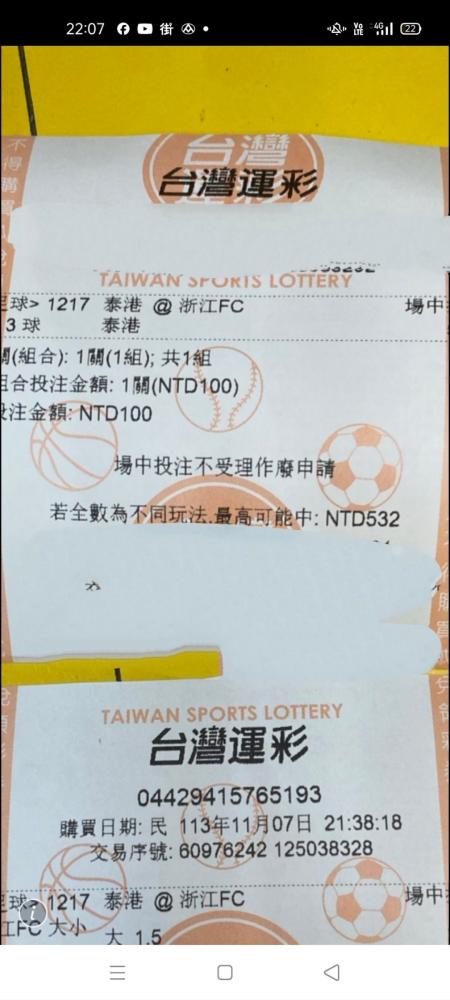 22:07
4G
22
台灣
台灣運彩
TAIWAN SPORTS LOTTERY
球> 1217 泰港 @ 浙江FC 場中
3 球 泰港
(組合): 1關(1組); 共1組
合投注金額: 1關(NTD100)
注金額: NTD100
場中投注不受理作廢申請
若全數為不同玩法.最高可能中: NTD532
TAIWAN SPORTS LOTTERY
台灣運彩
04429415765193
購買日期: 民 113年11月07日 21:38:18
交易序號: 60976242 125038328
球> 1217 泰港 @ 浙江FC 場中
江FC 大小 大 1.5